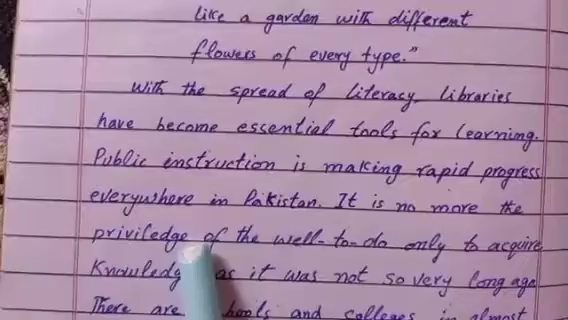 like a garden with different
flowers of every type."
With the spread of literacy, libraries
have become essential tools for learning.
Public instruction is making rapid progress
everywhere in Pakistan. It is no more the
priviledge of the well-to-do only to acquire
Knowledg as it was not so very long ago
There are hools and colleges in almost